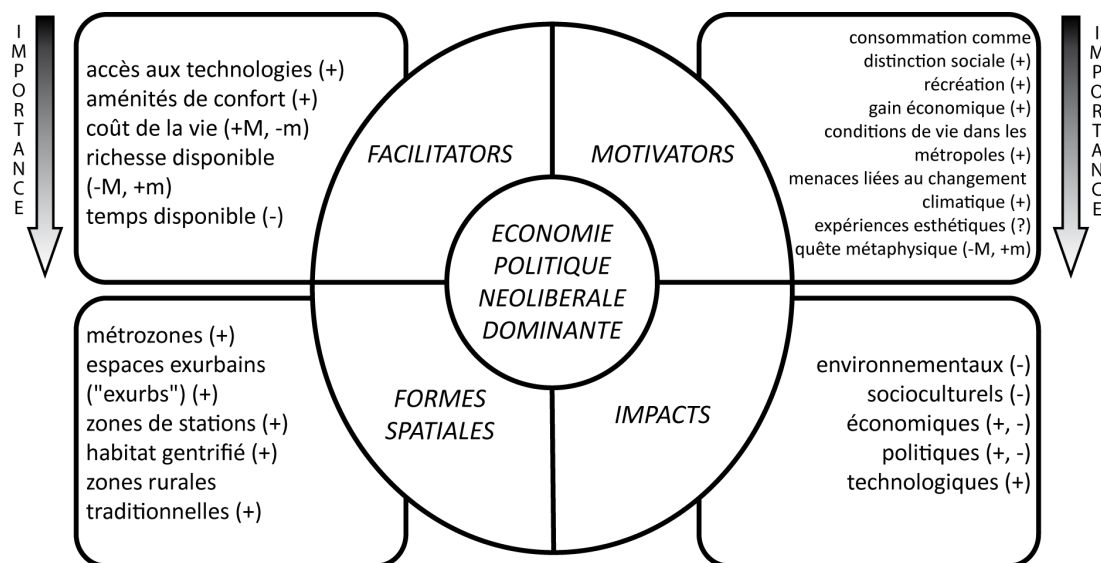 IMPORTANCE
accès aux technologies (+)
aménités de confort (+)
coût de la vie (+M, -m)
richesse disponible
(-M, +m)
temps disponible (-)
FACILITATORS
MOTIVATORS
consommation comme
distinction sociale (+)
récréation (+)
gain économique (+)
conditions de vie dans les
métropoles (+)
menaces liées au changement
climatique (+)
expériences esthétiques (?)
quête métaphysique (-M, +m)
IMPORTANCE
ECONOMIE
POLITIQUE
NEOLIBERALE
DOMINANTE
métrozones (+)
espaces exurbains
("exurbs") (+)
zones de stations (+)
habitat gentrifié (+)
zones rurales
traditionnelles (+)
FORMES
SPATIALES
IMPACTS
environnementaux (-)
socioculturels (-)
économiques (+, -)
politiques (+, -)
technologiques (+)